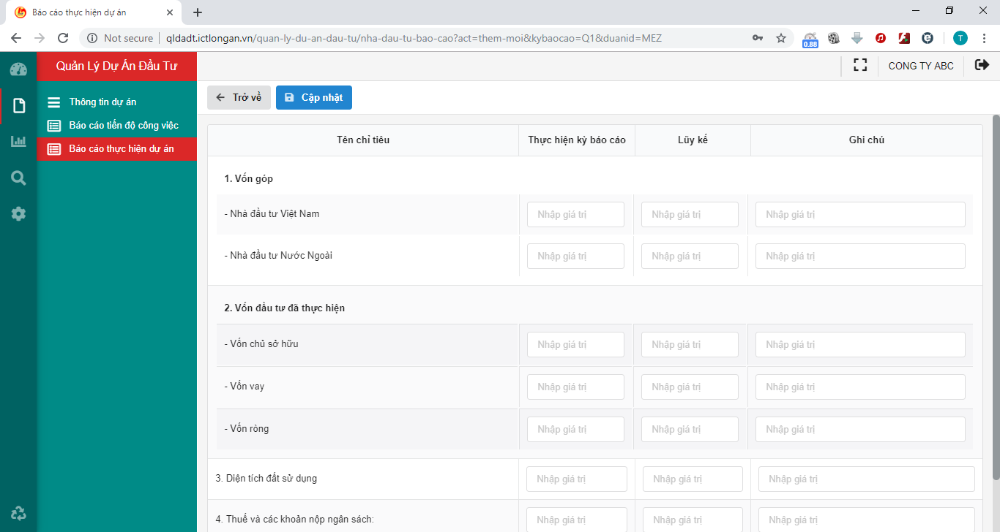 Báo cáo thực hiện dự án
Not secure
qldadt.ictlongan.vn/quan-ly-du-an-dau-tu/nha-dau-tu-bao-cao?act=them-moi&kybaocao=Q1&duanid=MEZ
0.88
T
Quản Lý Dự Án Đầu Tư
CONG TY ABC
Thông tin dự án
Báo cáo tiến độ công việc
Báo cáo thực hiện dự án
Trở về
Cập nhật
Tên chỉ tiêu
Thực hiện kỳ báo cáo
Lũy kế
Ghi chú
1. Vốn góp
- Nhà đầu tư Việt Nam
Nhập giá trị
Nhập giá trị
Nhập giá trị
- Nhà đầu tư Nước Ngoài
Nhập giá trị
Nhập giá trị
Nhập giá trị
2. Vốn đầu tư đã thực hiện
- Vốn chủ sở hữu
Nhập giá trị
Nhập giá trị
Nhập giá trị
- Vốn vay
Nhập giá trị
Nhập giá trị
Nhập giá trị
- Vốn ròng
Nhập giá trị
Nhập giá trị
Nhập giá trị
3. Diện tích đất sử dụng
Nhập giá trị
Nhập giá trị
Nhập giá trị
4. Thuế và các khoản nộp ngân sách:
Nhập giá trị
Nhập giá trị
Nhập giá trị